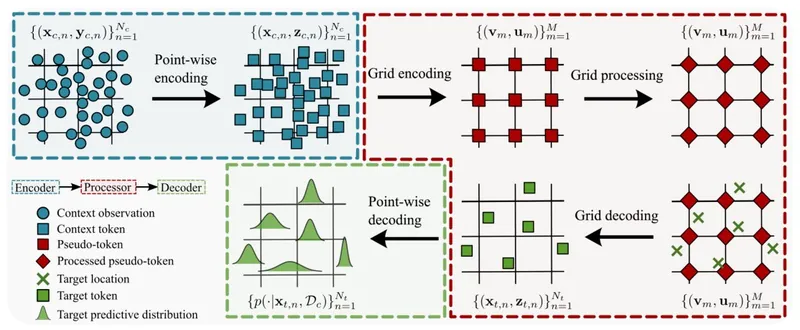 {(x_{c,n}, y_{c,n})}_{n=1}^{N_c}
{(x_{c,n}, z_{c,n})}_{n=1}^{N_c}
{(v_m, u_m)}_{m=1}^{M}
{(v_m, u_m)}_{m=1}^{M}
Point-wise
encoding
Grid encoding
Grid processing
Encoder
Processor
Decoder
Context observation
Context token
Pseudo-token
Processed pseudo-token
Target location
Target token
Target predictive distribution
Point-wise
decoding
Grid decoding
{p(·|x_{t,n}, D_c)}_{n=1}^{N_t}
{(x_{t,n}, z_{t,n})}_{n=1}^{N_t}
{(v_m, u_m)}_{m=1}^{M}